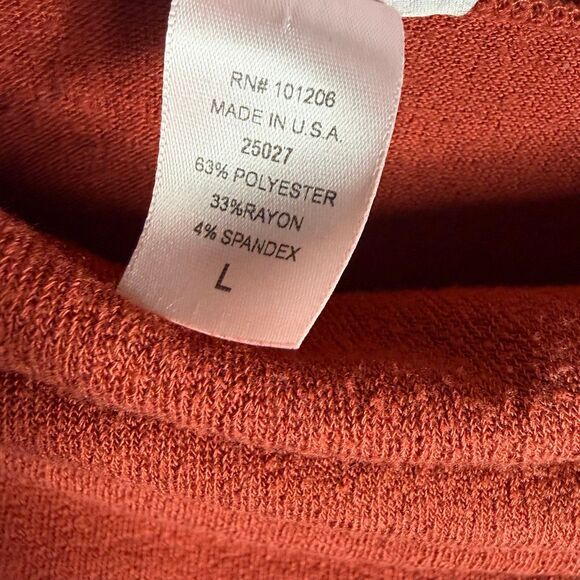 RN# 101206
MADE IN U.S.A.
25027
63% POLYESTER
33%RAYON
4% SPANDEX
L